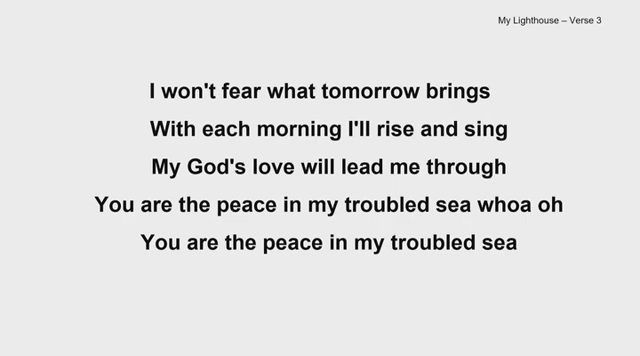 My Lighthouse – Verse 3
I won't fear what tomorrow brings
With each morning I'll rise and sing
My God's love will lead me through
You are the peace in my troubled sea whoa oh
You are the peace in my troubled sea